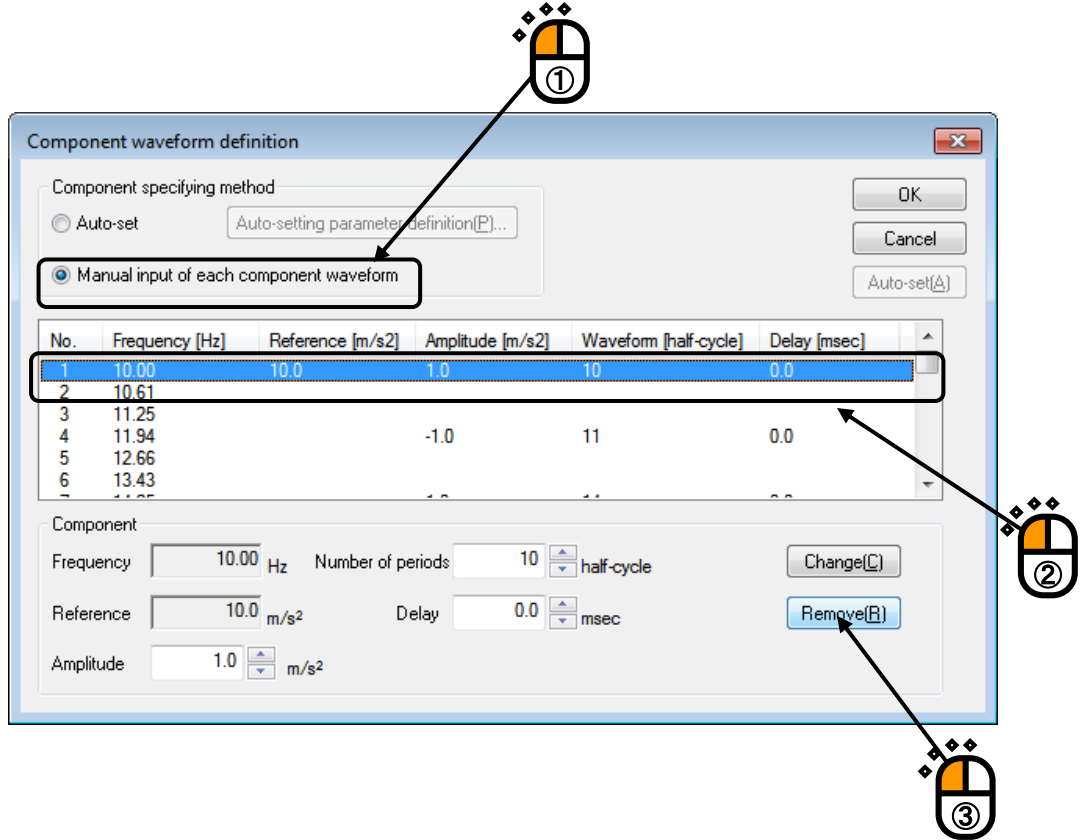 ①
Component waveform definition
Component specifying method
OK
Auto-set Auto-setting parameter definition(P)...
Cancel
Manual input of each component waveform
Auto-set(A)
No. Frequency [Hz] Reference [m/s2] Amplitude [m/s2] Waveform [half-cycle] Delay [msec]
1 10.00 10.0 1.0 10 0.0
2 10.61
3 11.25
4 11.94 -1.0 11 0.0
5 12.66
6 13.43
Component
Frequency 10.00 Hz Number of periods 10 half-cycle Change(C)
②
Reference 10.0 m/s2 Delay 0.0 msec Remove(R)
Amplitude 1.0 m/s2
③